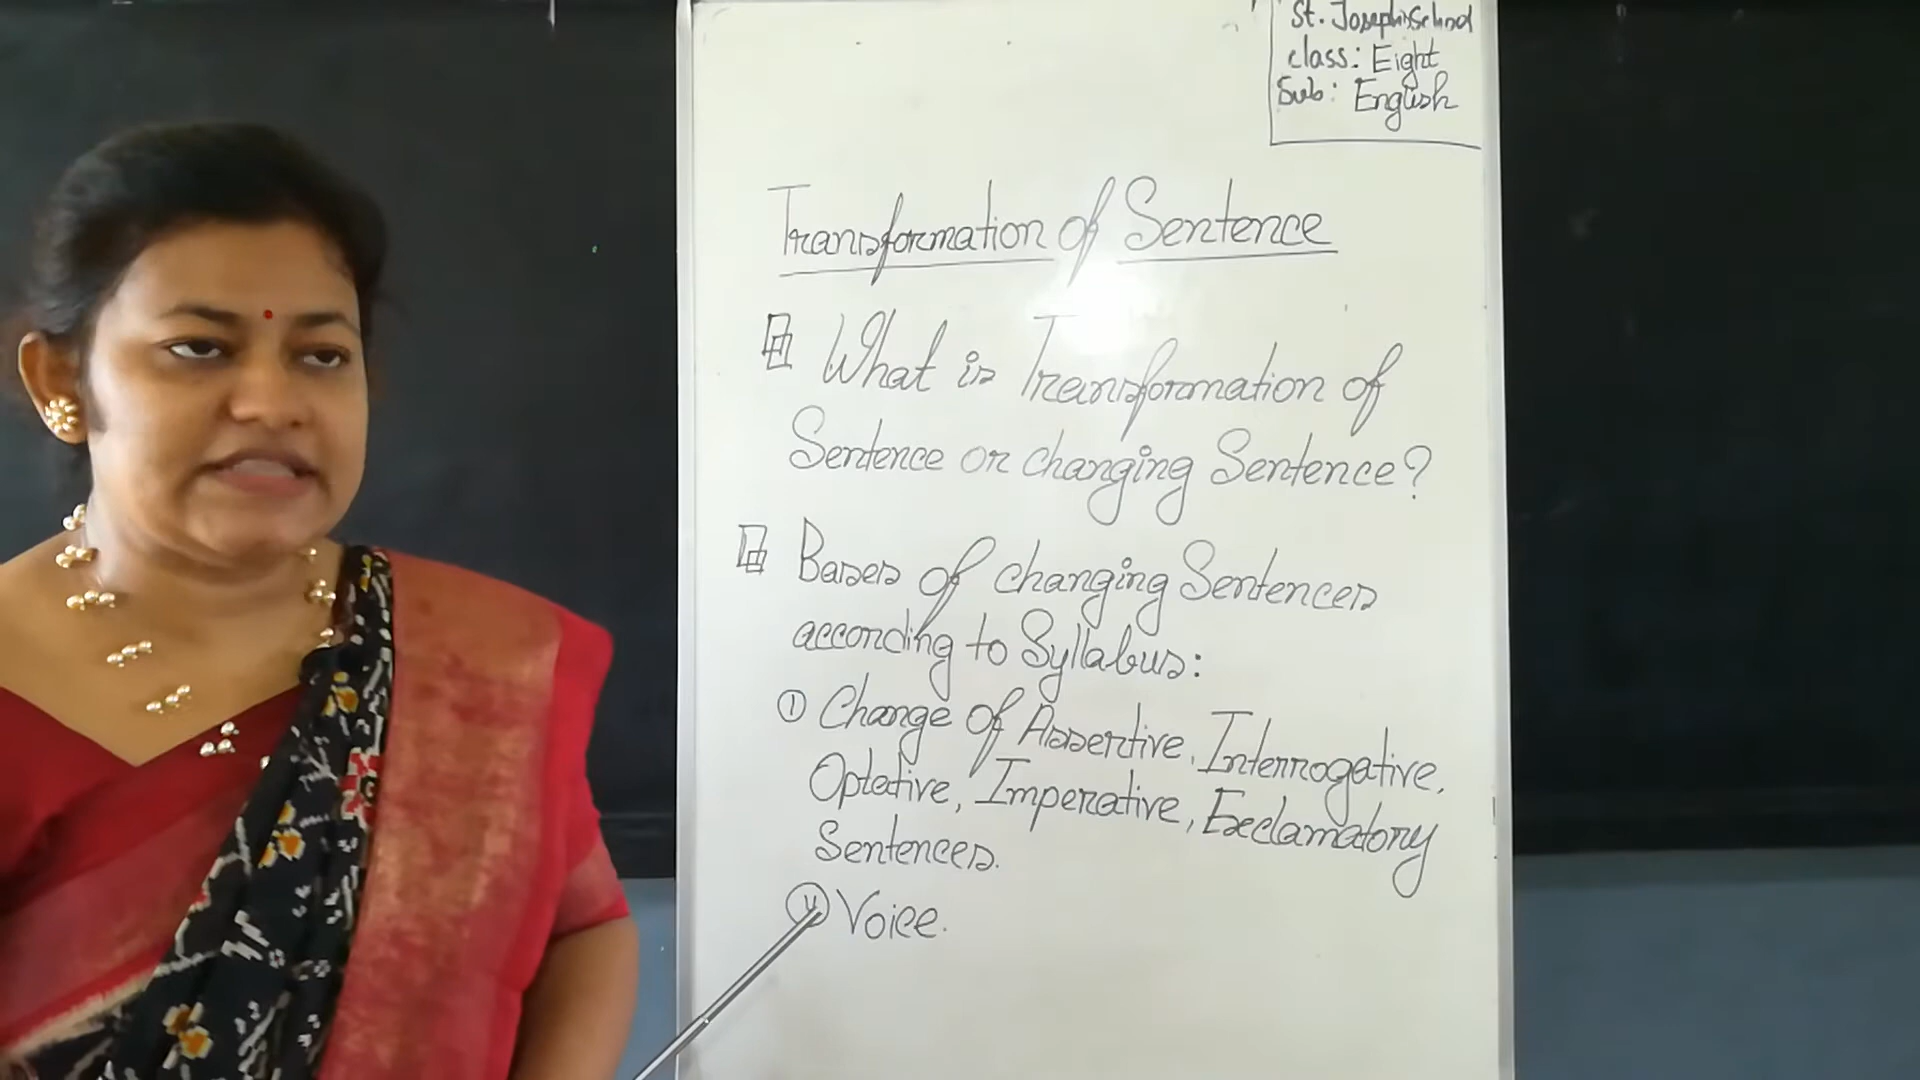 St. Joseph School
class: Eight
Sub: English
Transformation of Sentence
What is Transformation of
Sentence or changing Sentence?
Bases of changing Sentences
according to Syllabus:
① Change of Assertive, Interrogative,
Optative, Imperative, Exclamatory
Sentences.
Voice.